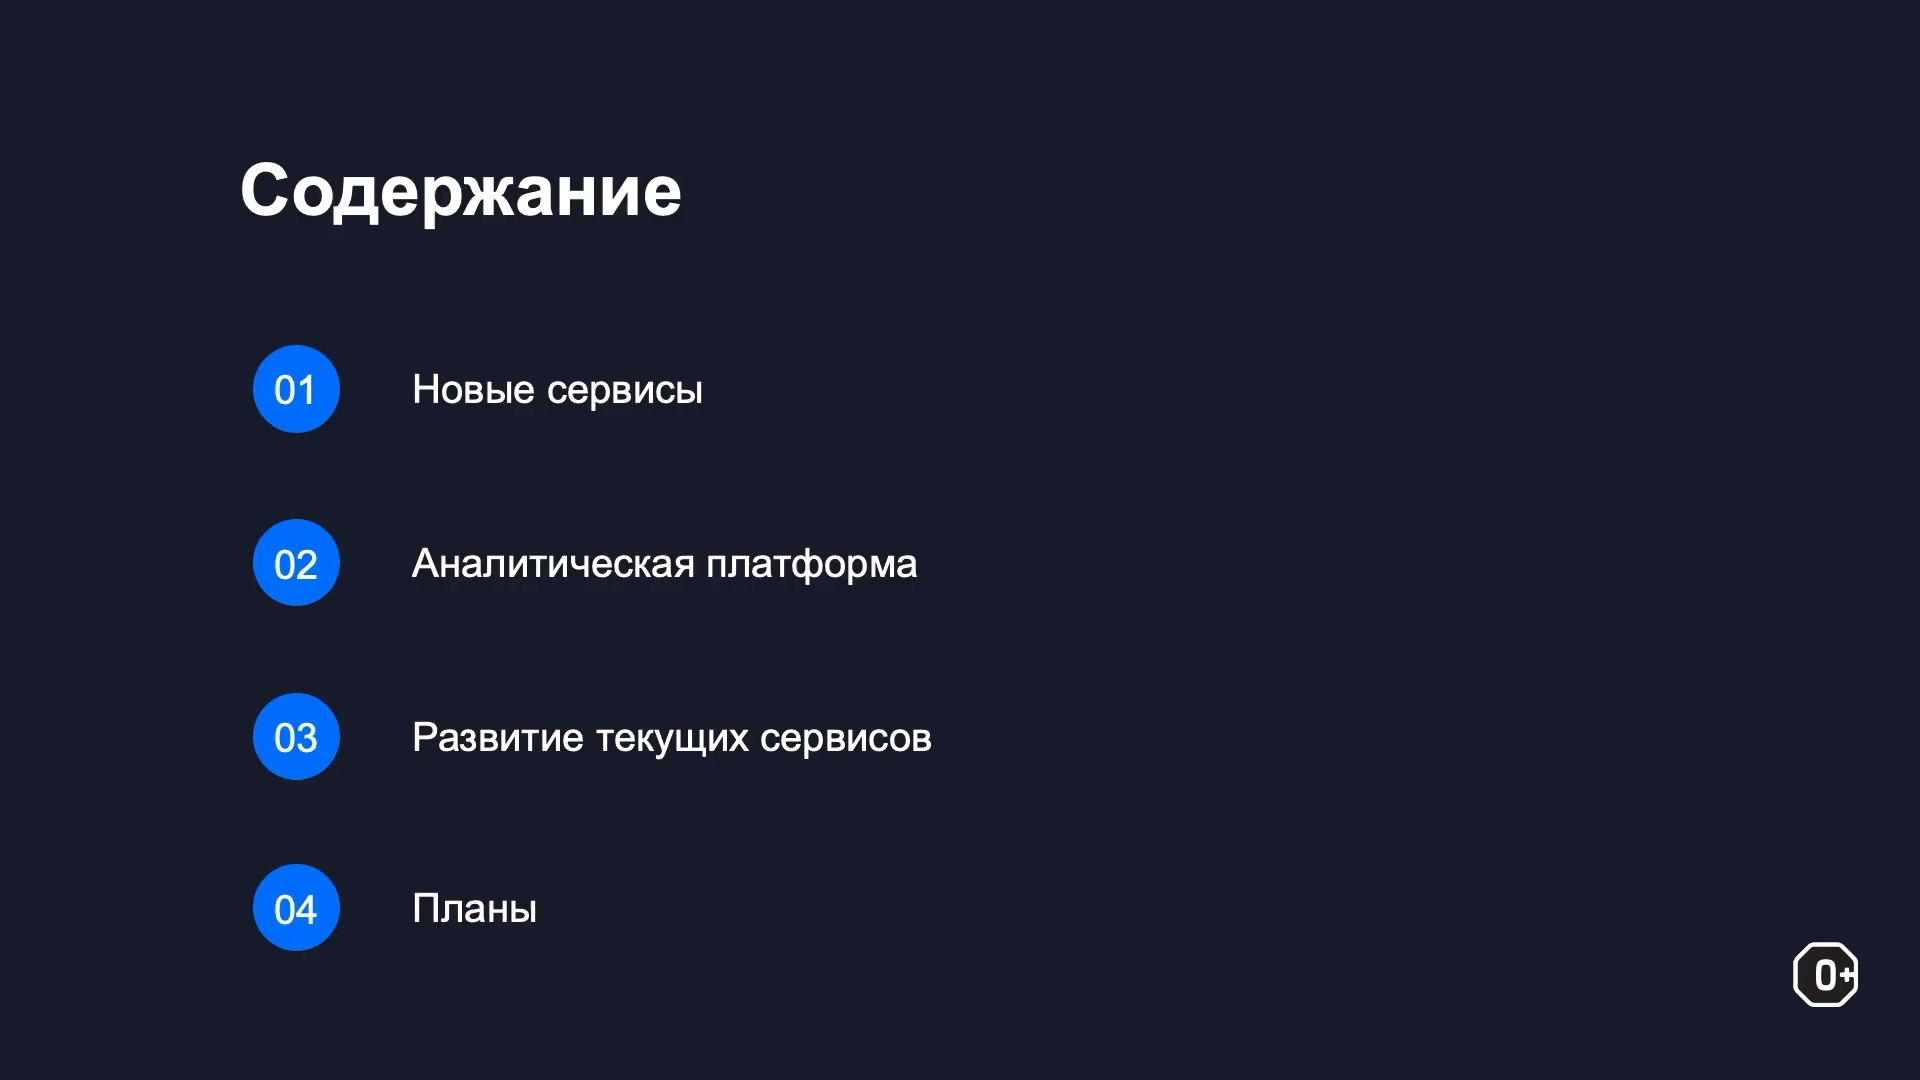 Содержание
01 Новые сервисы
02 Аналитическая платформа
03 Развитие текущих сервисов
04 Планы
0+